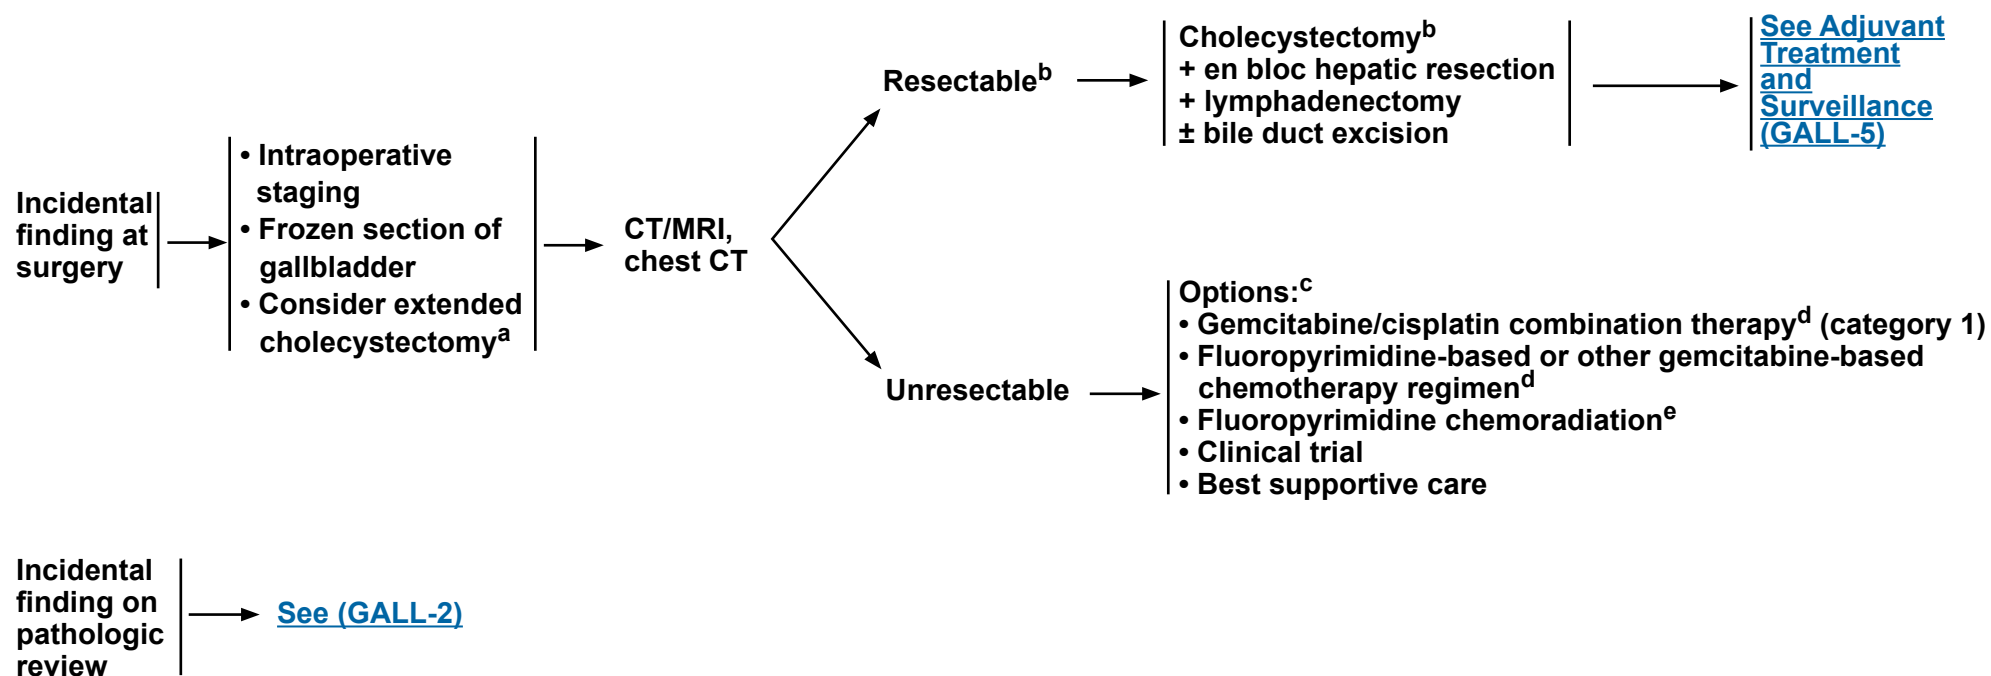 Incidental
finding at
surgery
• Intraoperative
staging
• Frozen section of
gallbladder
• Consider extended
cholecystectomyᵃ
CT/MRI,
chest CT
Resectableᵇ
Cholecystectomyᵇ
+ en bloc hepatic resection
+ lymphadenectomy
± bile duct excision
See Adjuvant
Treatment
and
Surveillance
(GALL-5)
Unresectable
Options:ᶜ
• Gemcitabine/cisplatin combination therapyᵈ (category 1)
• Fluoropyrimidine-based or other gemcitabine-based
chemotherapy regimenᵈ
• Fluoropyrimidine chemoradiationᵉ
• Clinical trial
• Best supportive care
Incidental
finding on
pathologic
review
See (GALL-2)